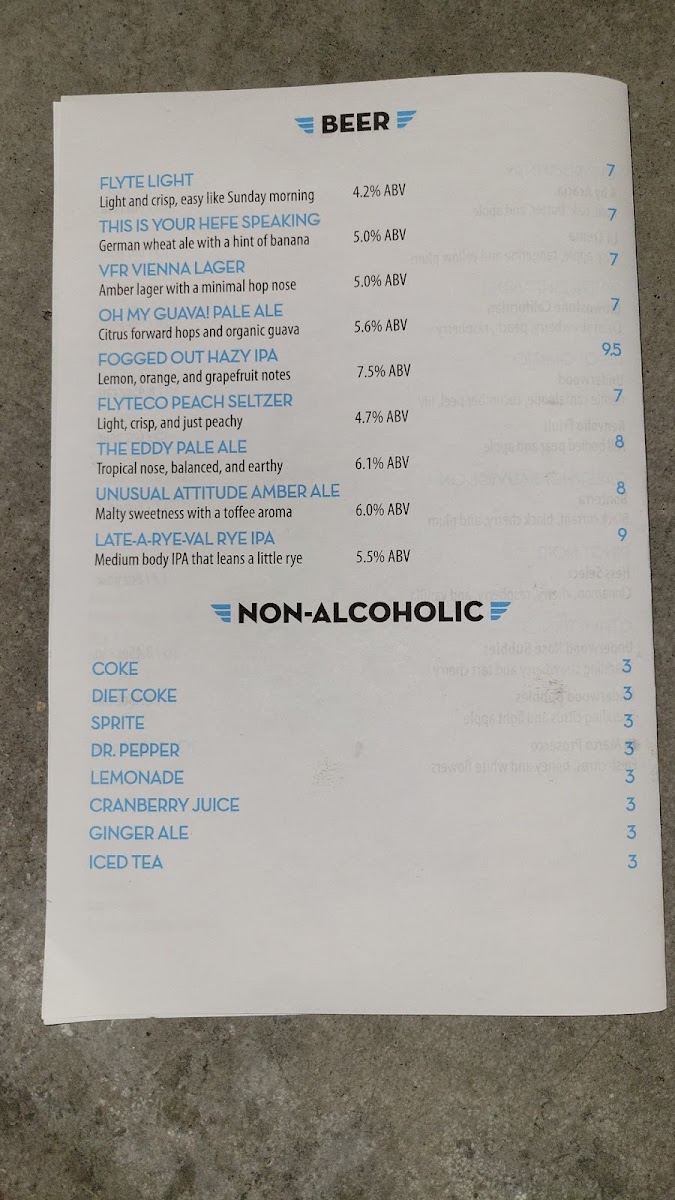 BEER
FLYTE LIGHT 7
Light and crisp, easy like Sunday morning 4.2% ABV
THIS IS YOUR HEFE SPEAKING 7
German wheat ale with a hint of banana 5.0% ABV
VFR VIENNA LAGER 7
Amber lager with a minimal hop nose 5.0% ABV
OH MY GUAVA! PALE ALE 7
Citrus forward hops and organic guava 5.6% ABV
FOGGED OUT HAZY IPA 9.5
Lemon, orange, and grapefruit notes 7.5% ABV
FLYTECO PEACH SELTZER 7
Light, crisp, and just peachy 4.7% ABV
THE EDDY PALE ALE 8
Tropical nose, balanced, and earthy 6.1% ABV
UNUSUAL ATTITUDE AMBER ALE 8
Malty sweetness with a toffee aroma 6.0% ABV
LATE-A-RYE-VAL RYE IPA 9
Medium body IPA that leans a little rye 5.5% ABV
NON-ALCOHOLIC
COKE 3
DIET COKE 3
SPRITE 3
DR. PEPPER 3
LEMONADE 3
CRANBERRY JUICE 3
GINGER ALE 3
ICED TEA 3